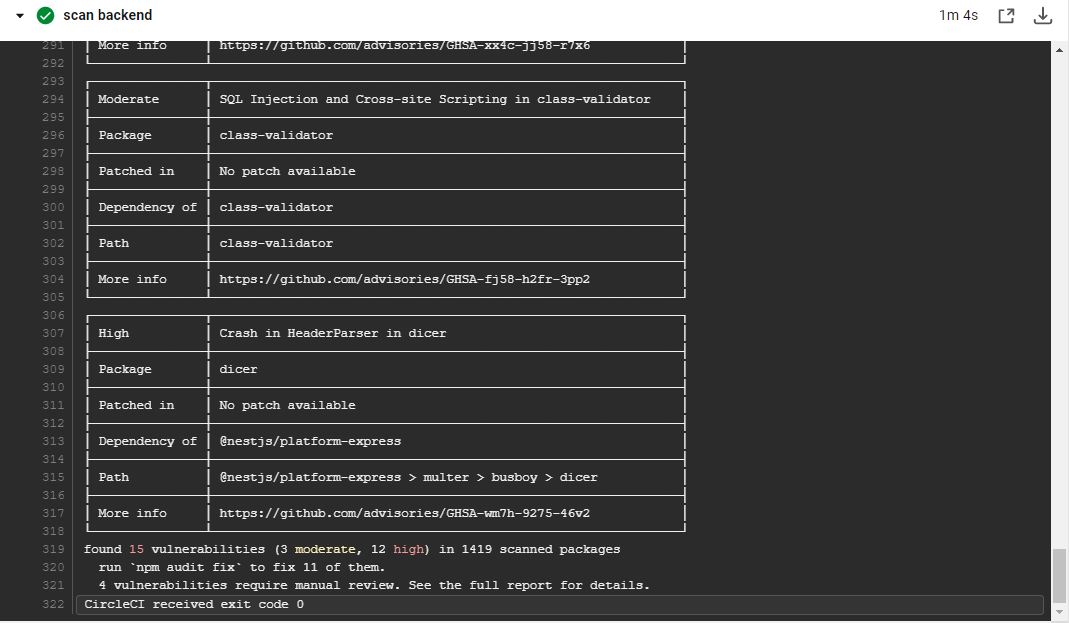 scan backend 1m 4s
291 More info https://github.com/advisories/GHSA-xx4c-jj58-r7x6
292
293
294 Moderate SQL Injection and Cross-site Scripting in class-validator
295
296 Package class-validator
297
298 Patched in No patch available
299
300 Dependency of class-validator
301
302 Path class-validator
303
304 More info https://github.com/advisories/GHSA-fj58-h2fr-3pp2
305
306
307 High Crash in HeaderParser in dicer
308
309 Package dicer
310
311 Patched in No patch available
312
313 Dependency of @nestjs/platform-express
314
315 Path @nestjs/platform-express > multer > busboy > dicer
316
317 More info https://github.com/advisories/GHSA-wm7h-9275-46v2
318
319 found 15 vulnerabilities (3 moderate, 12 high) in 1419 scanned packages
320 run `npm audit fix` to fix 11 of them.
321 4 vulnerabilities require manual review. See the full report for details.
322 CircleCI received exit code 0